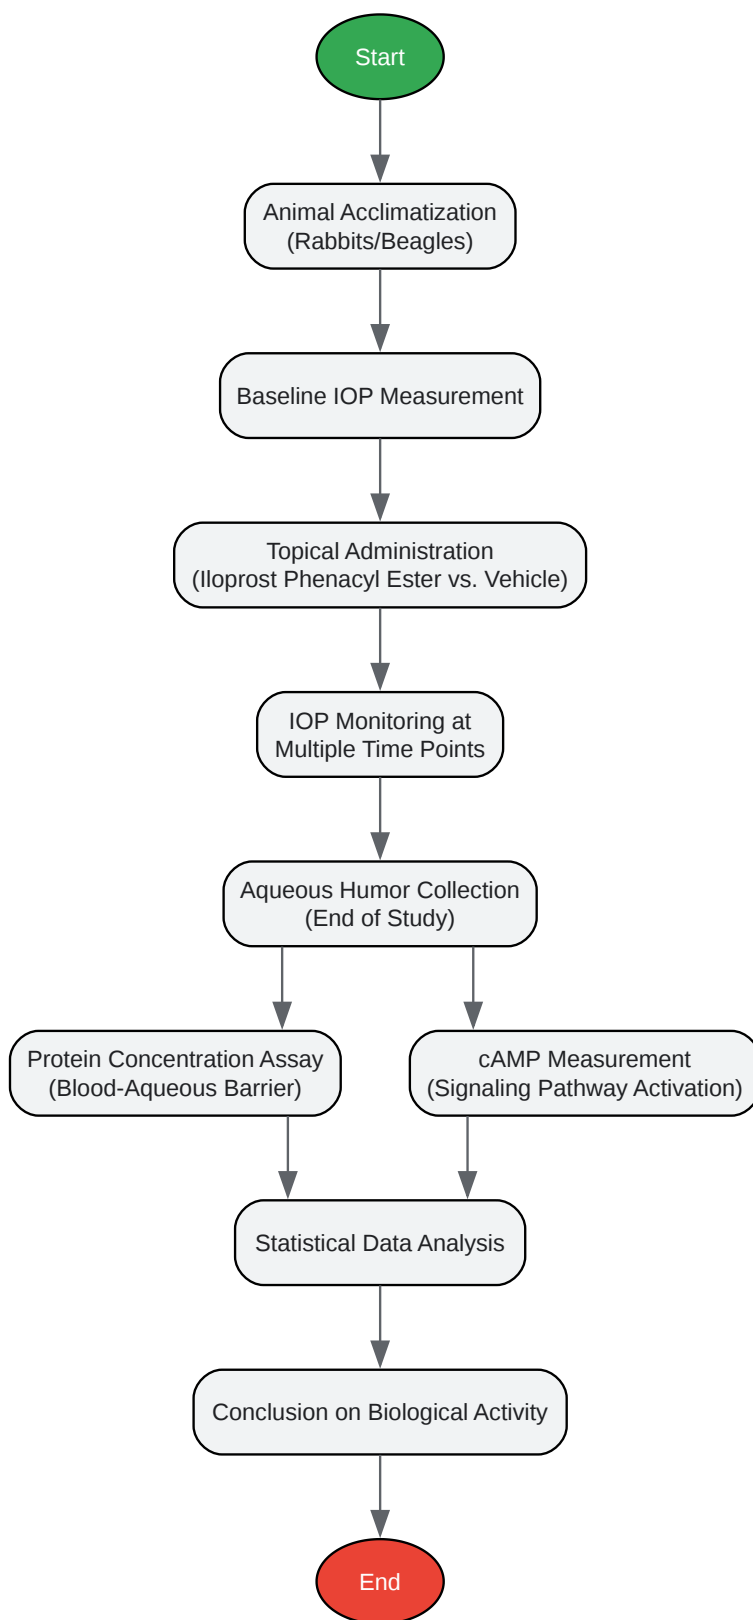 Start
Animal Acclimatization
(Rabbits/Beagles)
Baseline IOP Measurement
Topical Administration
(Iloprost Phenacyl Ester vs. Vehicle)
IOP Monitoring at
Multiple Time Points
Aqueous Humor Collection
(End of Study)
Protein Concentration Assay
(Blood-Aqueous Barrier)
cAMP Measurement
(Signaling Pathway Activation)
Statistical Data Analysis
Conclusion on Biological Activity
End